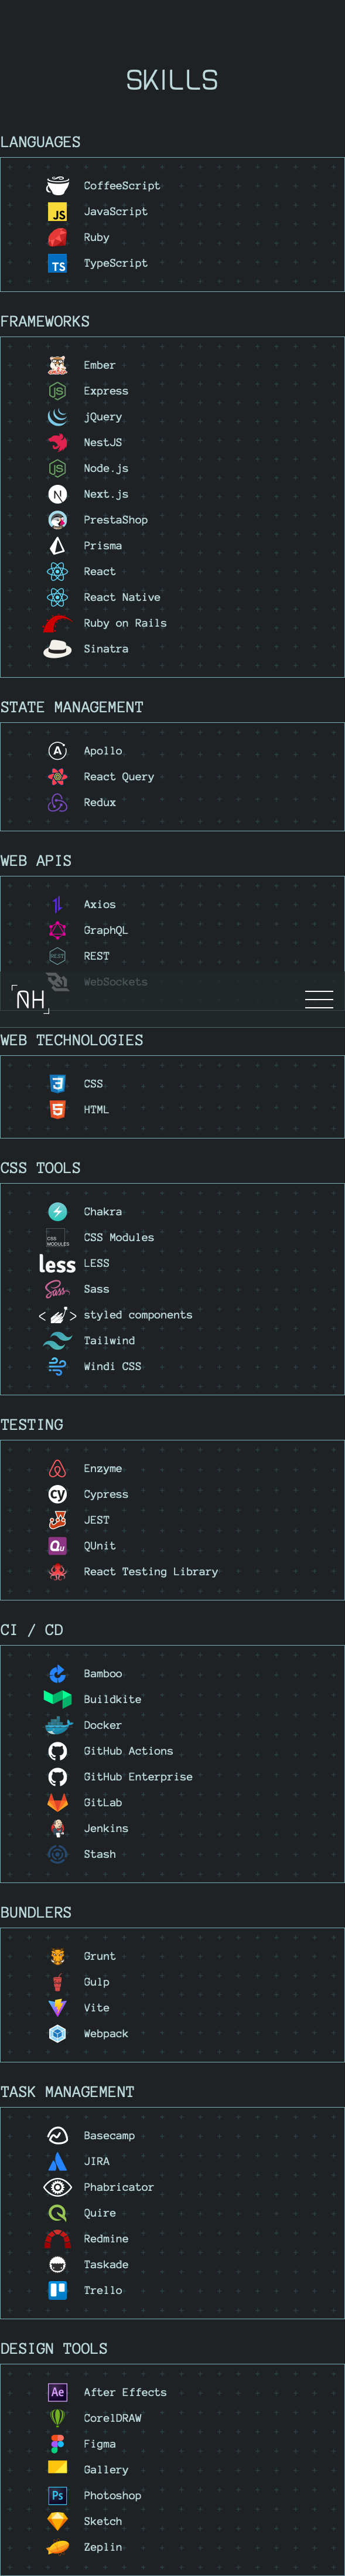 SKILLS
LANGUAGES
CoffeeScript
JS JavaScript
Ruby
TS TypeScript
FRAMEWORKS
Ember
JS Express
jQuery
NestJS
JS Node.js
N Next.js
PrestaShop
Prisma
React
React Native
Ruby on Rails
Sinatra
STATE MANAGEMENT
A Apollo
React Query
Redux
WEB APIS
Axios
GraphQL
REST REST
WebSockets
NH
WEB TECHNOLOGIES
3 CSS
5 HTML
CSS TOOLS
Chakra
CSS MODULES CSS Modules
less LESS
Sass Sass
< > styled components
Tailwind
Windi CSS
TESTING
Enzyme
cy Cypress
JEST
Qu QUnit
React Testing Library
CI / CD
Bamboo
Buildkite
Docker
GitHub Actions
GitHub Enterprise
GitLab
Jenkins
Stash
BUNDLERS
Grunt
Gulp
Vite
Webpack
TASK MANAGEMENT
Basecamp
JIRA
Phabricator
Quire
Redmine
Taskade
Trello
DESIGN TOOLS
Ae After Effects
CorelDRAW
Figma
Gallery
Ps Photoshop
Sketch
Zeplin